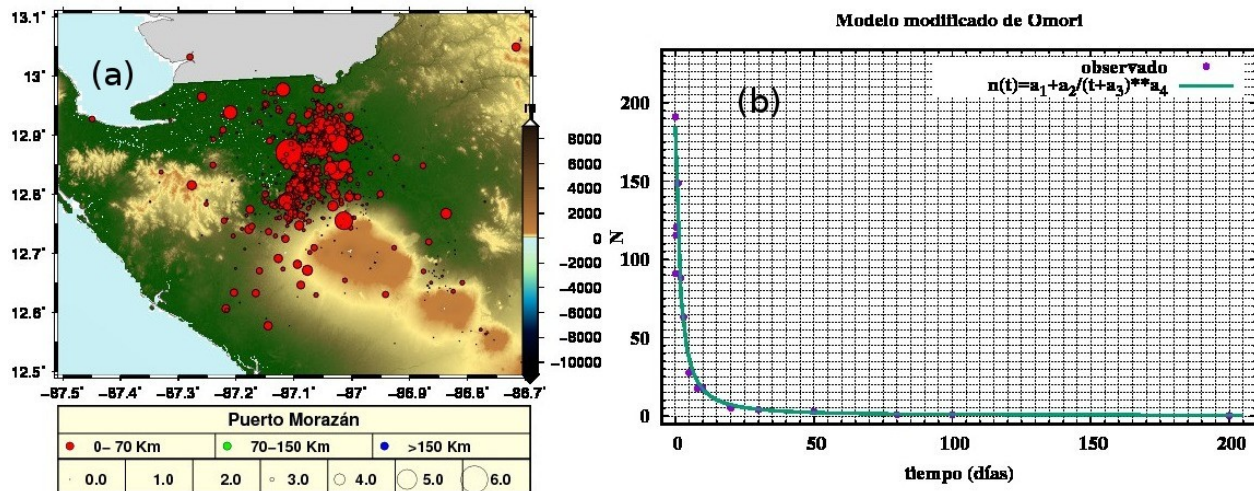 13.1°
13°
12.9°
12.8°
12.7°
12.6°
12.5°
(a)
−87.5° −87.4° −87.3° −87.2° −87.1° −87° −86.9° −86.8° −86.7°
m
8000
6000
4000
2000
0
−2000
−4000
−6000
−8000
−10000
Puerto Morazán
0− 70 Km 70−150 Km >150 Km
0.0 1.0 2.0 3.0 4.0 5.0 6.0
Modelo modificado de Omori
observado
n(t)=a1+a2/(t+a3)**a4
(b)
200
150
100
50
0
N
0 50 100 150 200
tiempo (días)